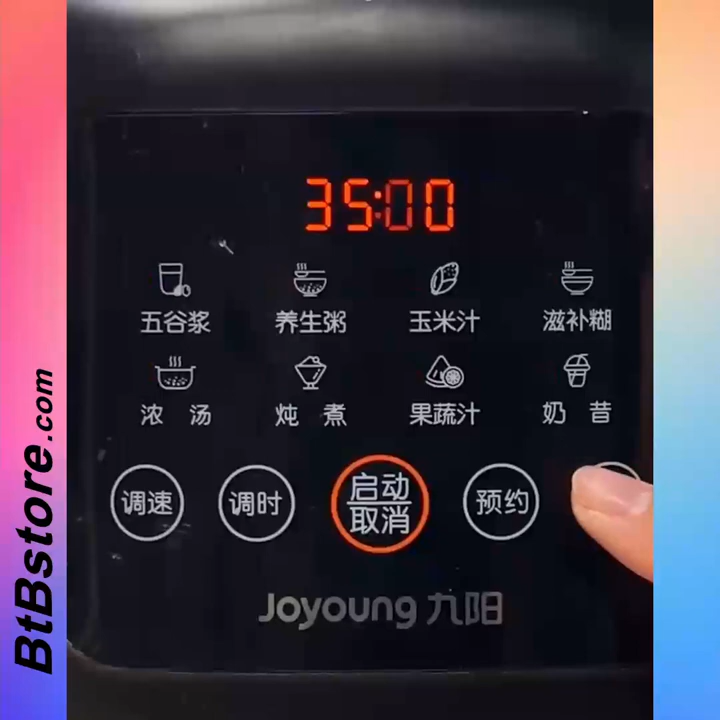 35:00
五谷浆 养生粥 玉米汁 滋补糊
浓 汤 炖 煮 果蔬汁 奶 昔
调速 调时 启动 预约
取消
Joyoung 九阳
BtBstore.com